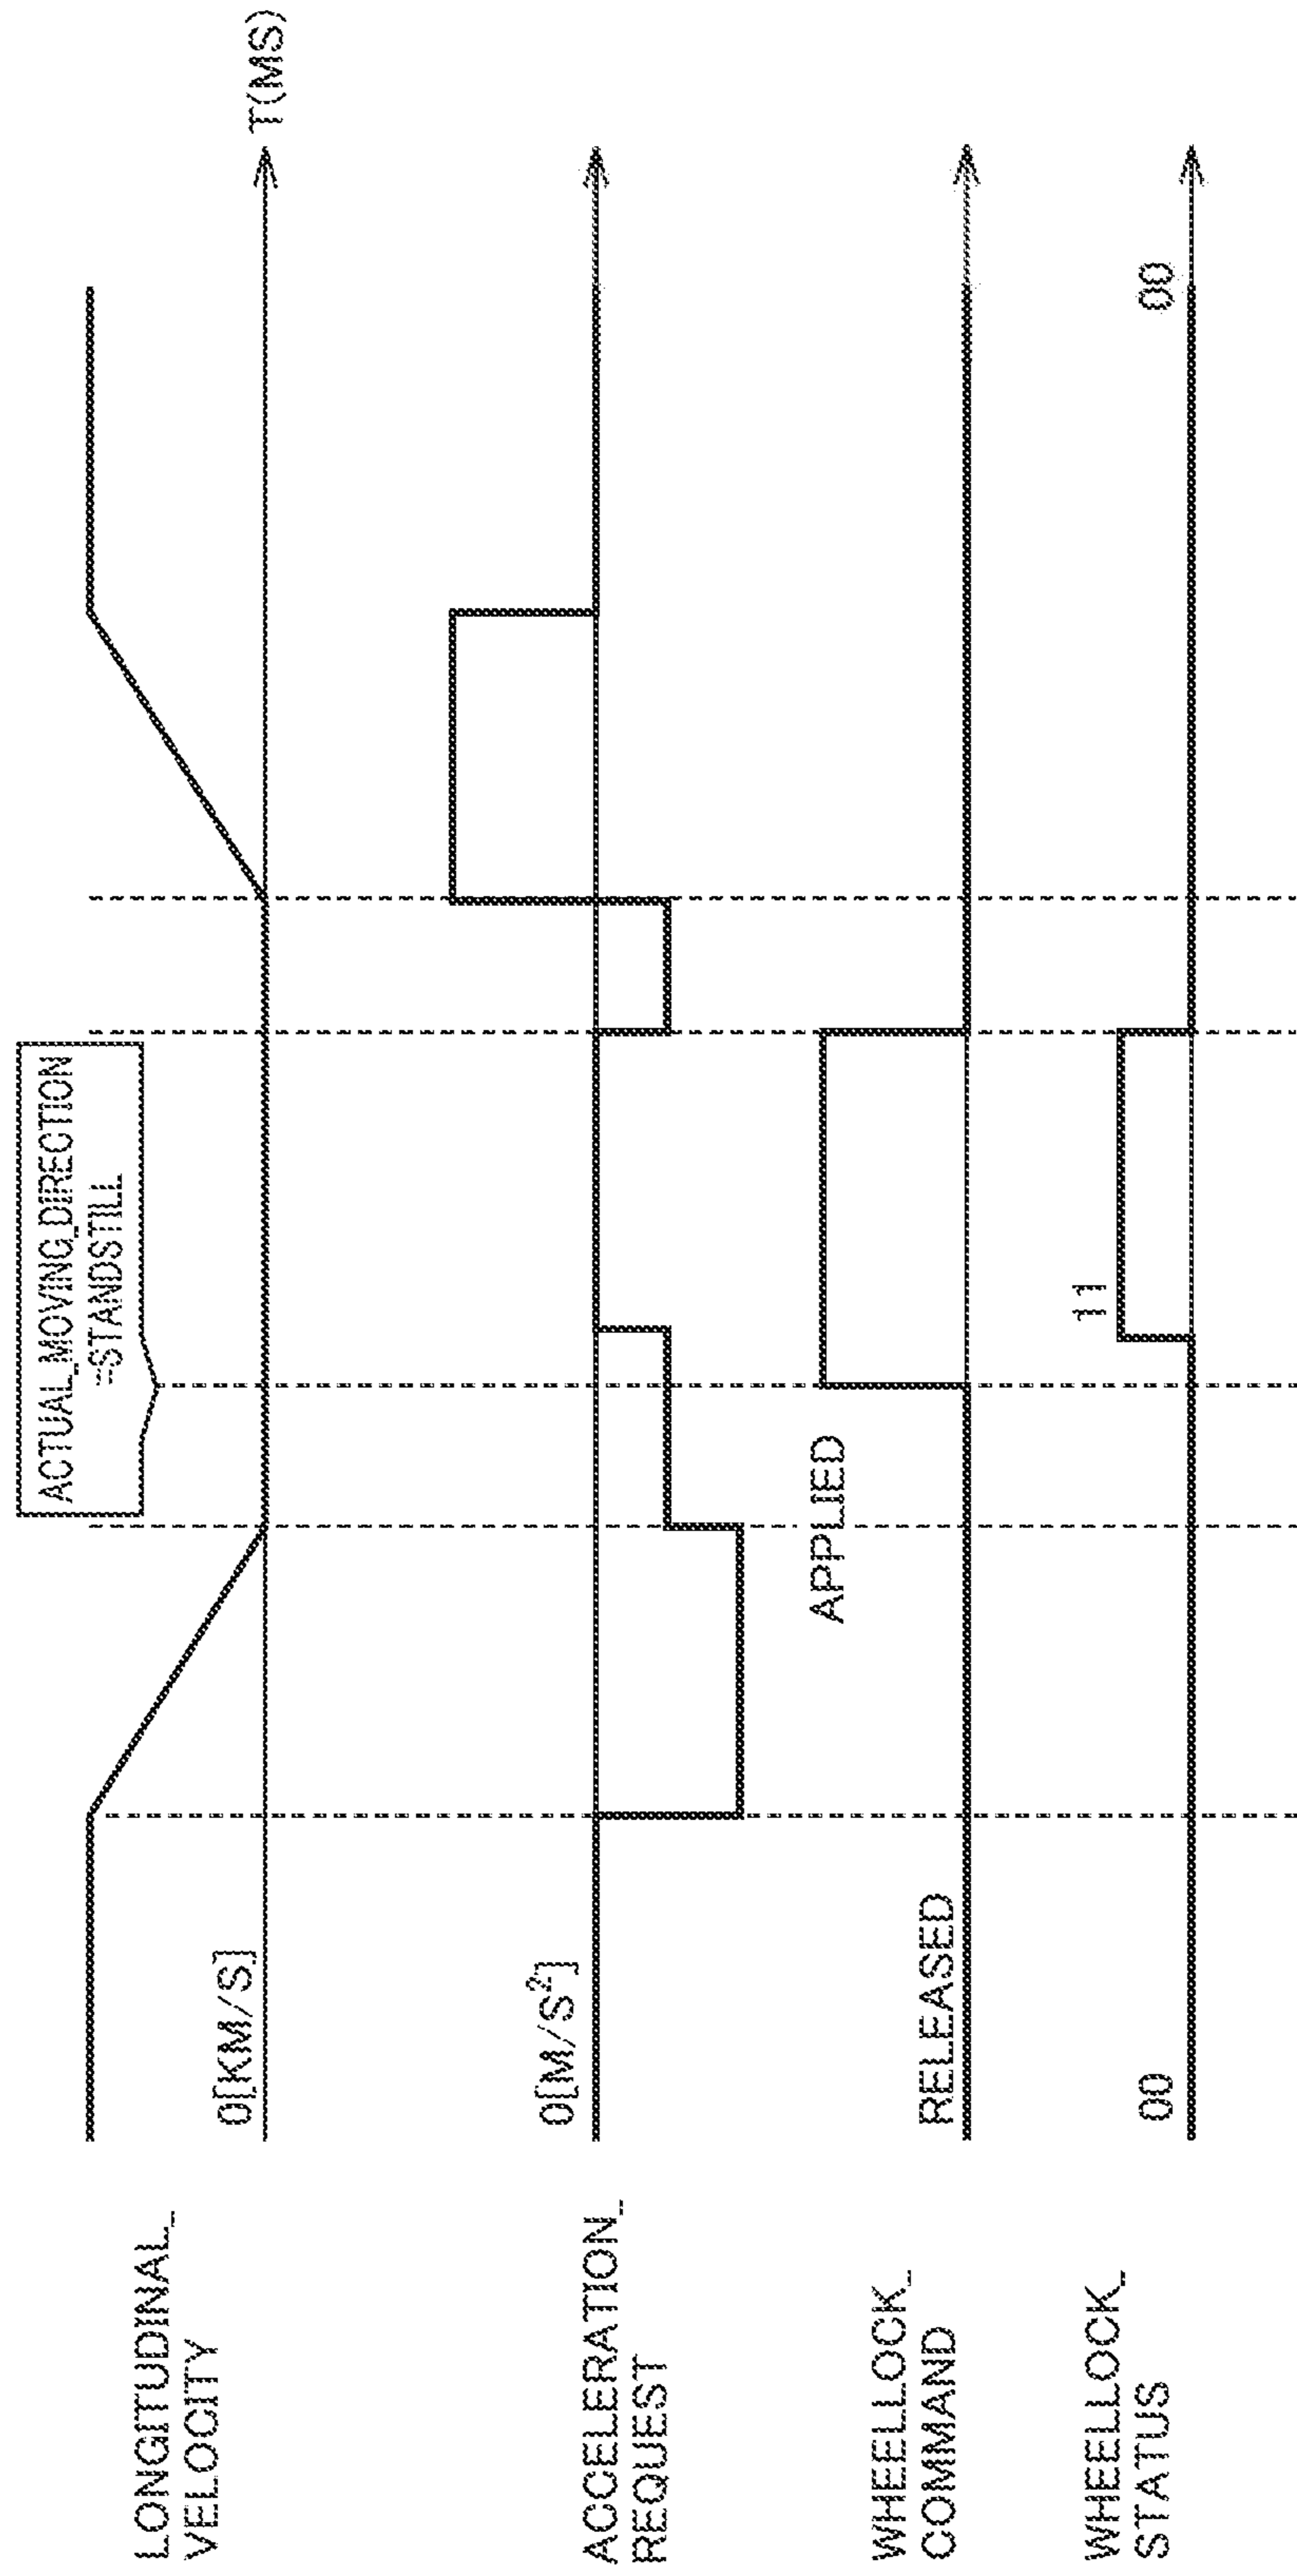 ACTUAL_MOVING_DIRECTION
=STANDSTILL
LONGITUDINAL_
VELOCITY
0[KM/S]
T(MS)
ACCELERATION_
REQUEST
0[M/S²]
WHEELLOCK_
COMMAND
RELEASED
APPLIED
WHEELLOCK_
STATUS
00
11
00